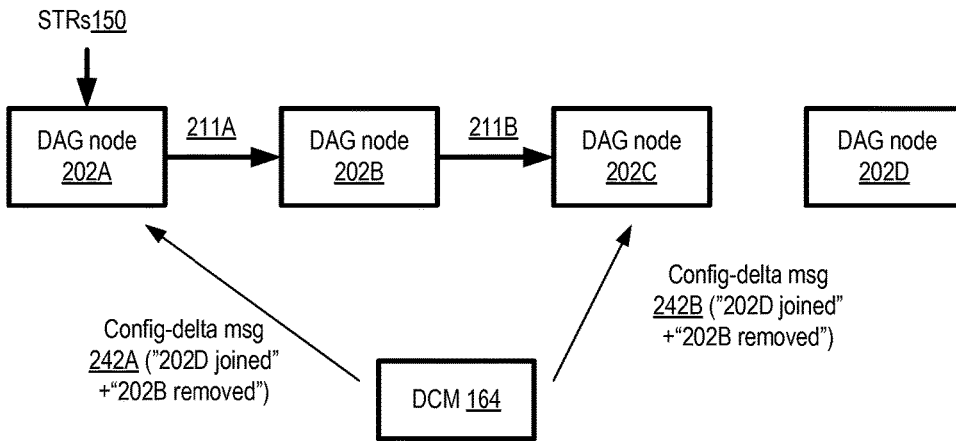 STRs150
DAG node
202A
211A
DAG node
202B
211B
DAG node
202C
DAG node
202D
Config-delta msg
242A (”202D joined”
+“202B removed”)
Config-delta msg
242B (”202D joined”
+“202B removed”)
DCM 164